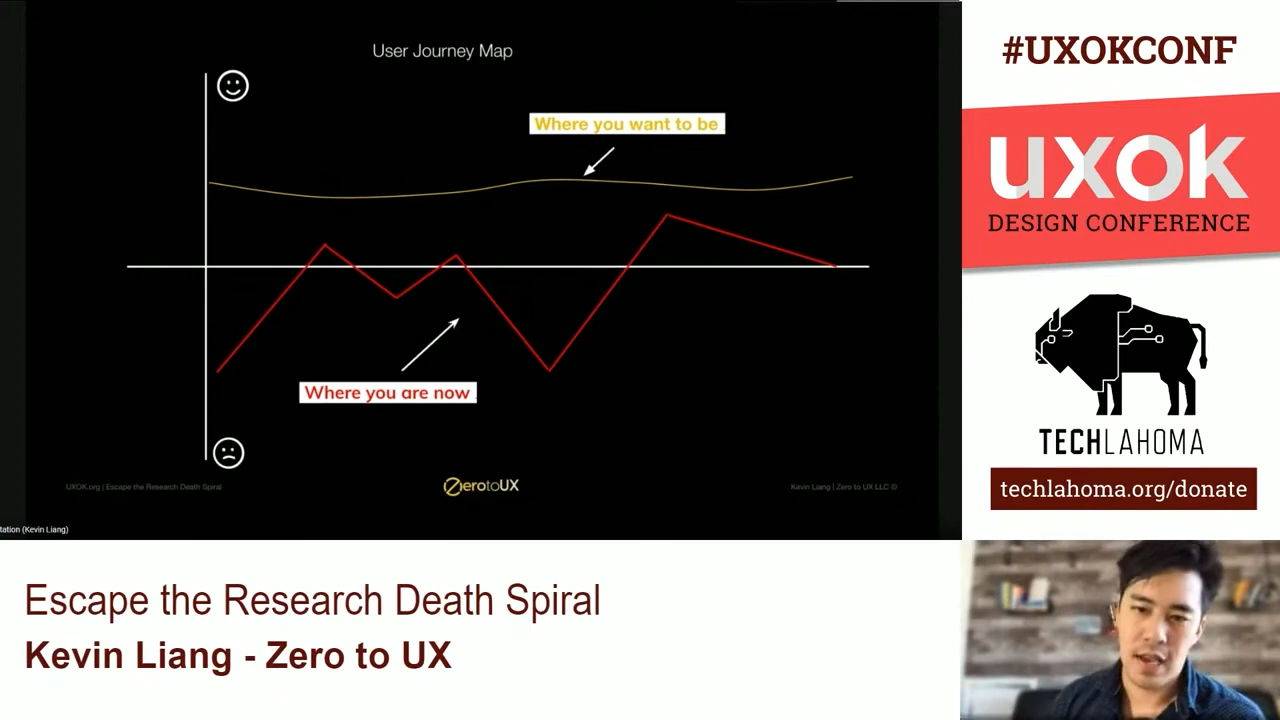 User Journey Map
Where you want to be
Where you are now
UXOK.org | Escape the Research Death Spiral
ZerotoUX
Kevin Liang | Zero to UX LLC ©
tation (Kevin Liang)
#UXOKCONF
uxok
DESIGN CONFERENCE
TECHLAHOMA
techlahoma.org/donate
Escape the Research Death Spiral
Kevin Liang - Zero to UX